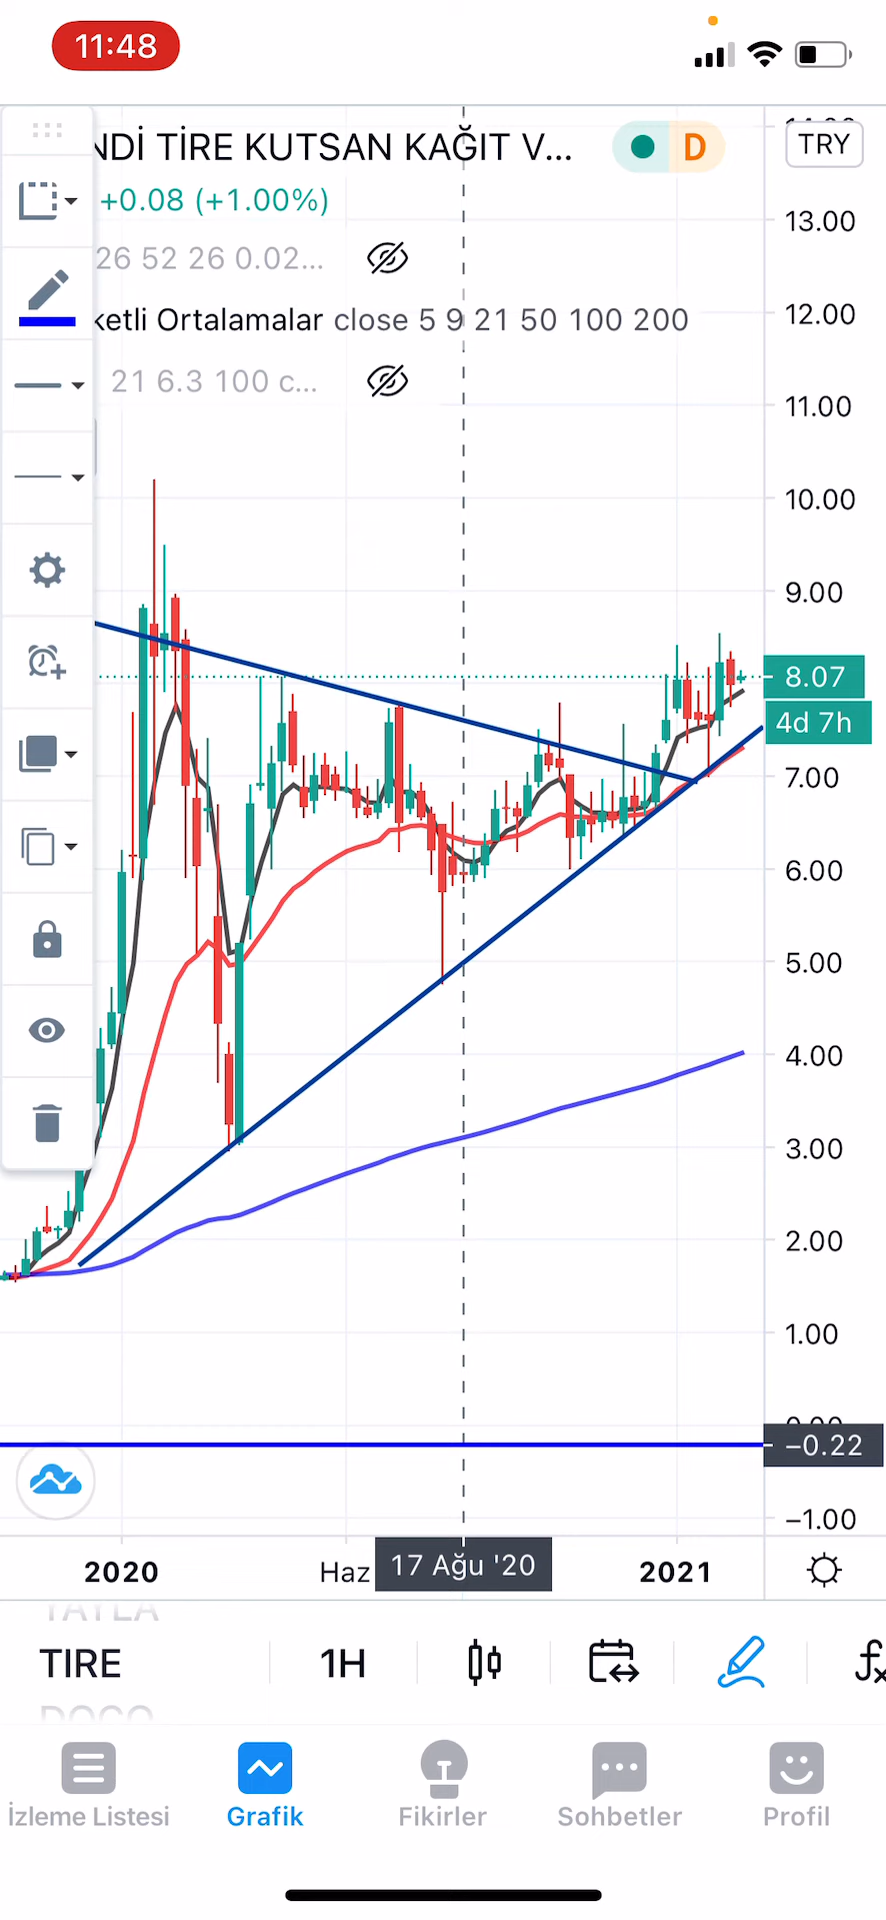 11:48
NDİ TİRE KUTSAN KAĞIT V...
D
TRY
+0.08 (+1.00%)
26 52 26 0.02...
ketli Ortalamalar close 5 9 21 50 100 200
21 6.3 100 c...
13.00
12.00
11.00
10.00
9.00
8.07
4d 7h
7.00
6.00
5.00
4.00
3.00
2.00
1.00
−0.22
−1.00
2020
Haz
17 Ağu '20
2021
YAYLA
TIRE
1H
DOCO
İzleme Listesi
Grafik
Fikirler
Sohbetler
Profil